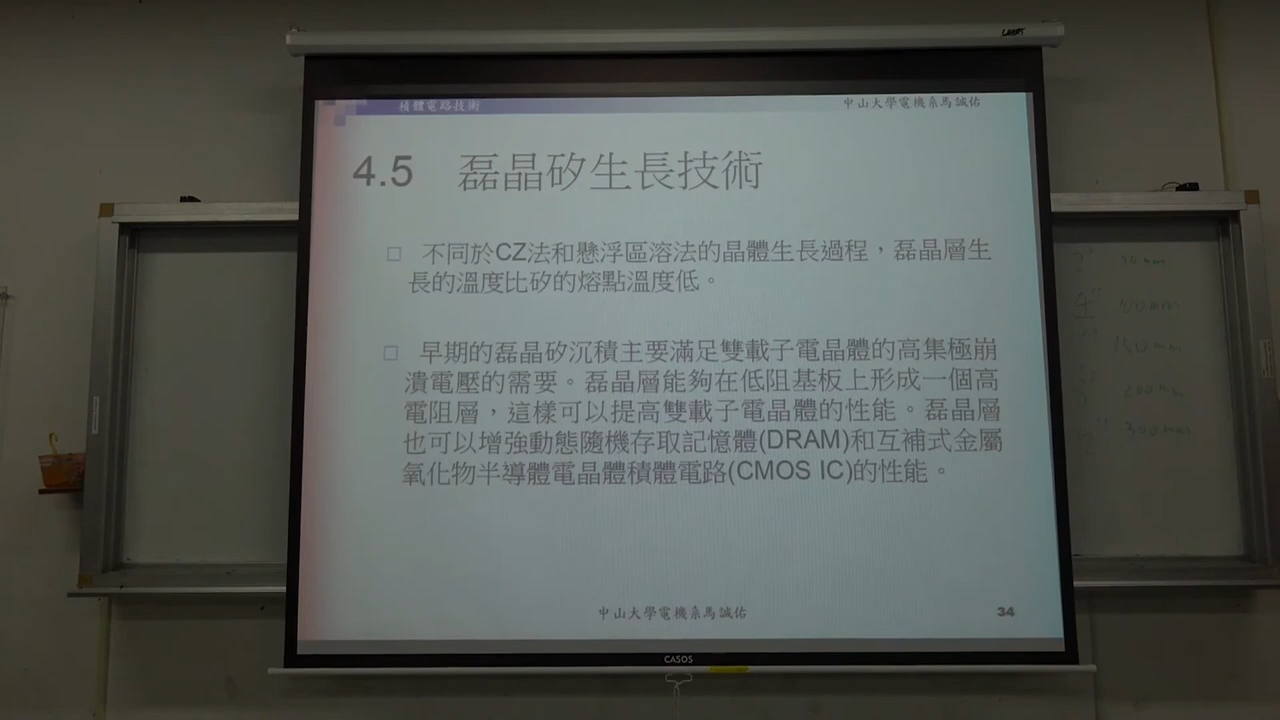 積體電路技術
中山大學電機系馬誠佑
4.5 磊晶矽生長技術
不同於CZ法和懸浮區溶法的晶體生長過程，磊晶層生
長的溫度比矽的熔點溫度低。
早期的磊晶矽沉積主要滿足雙載子電晶體的高集極崩
潰電壓的需要。磊晶層能夠在低阻基板上形成一個高
電阻層，這樣可以提高雙載子電晶體的性能。磊晶層
也可以增強動態隨機存取記憶體(DRAM)和互補式金屬
氧化物半導體電晶體積體電路(CMOS IC)的性能。
中山大學電機系馬誠佑
34
CASOS
100mm
150mm
200mm
300mm